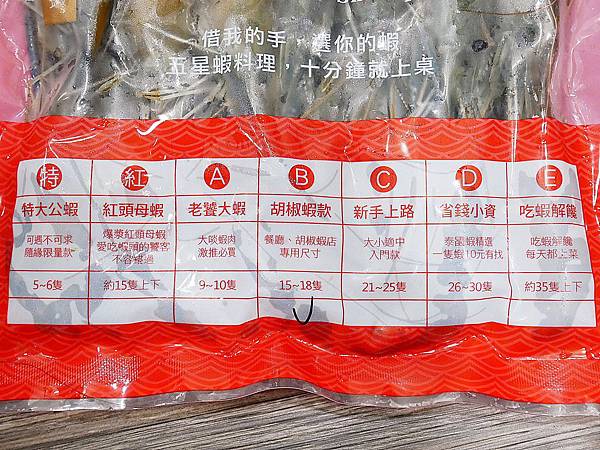 借我的手，選你的蝦
五星蝦料理，十分鐘就上桌
特 紅 A B C D E
特大公蝦 紅頭母蝦 老饕大蝦 胡椒蝦款 新手上路 省錢小資 吃蝦解饞
可遇不可求 爆漿紅頭母蝦 大啖蝦肉 餐廳、胡椒蝦店 大小適中 泰國蝦精選 吃蝦解饞
隨緣限量款 愛吃蝦頭的饕客 激推必買 專用尺寸 入門款 一隻蝦10元有找 每天都上菜
不容錯過
5~6隻 約15隻上下 9~10隻 15~18隻 21~25隻 26~30隻 約35隻上下